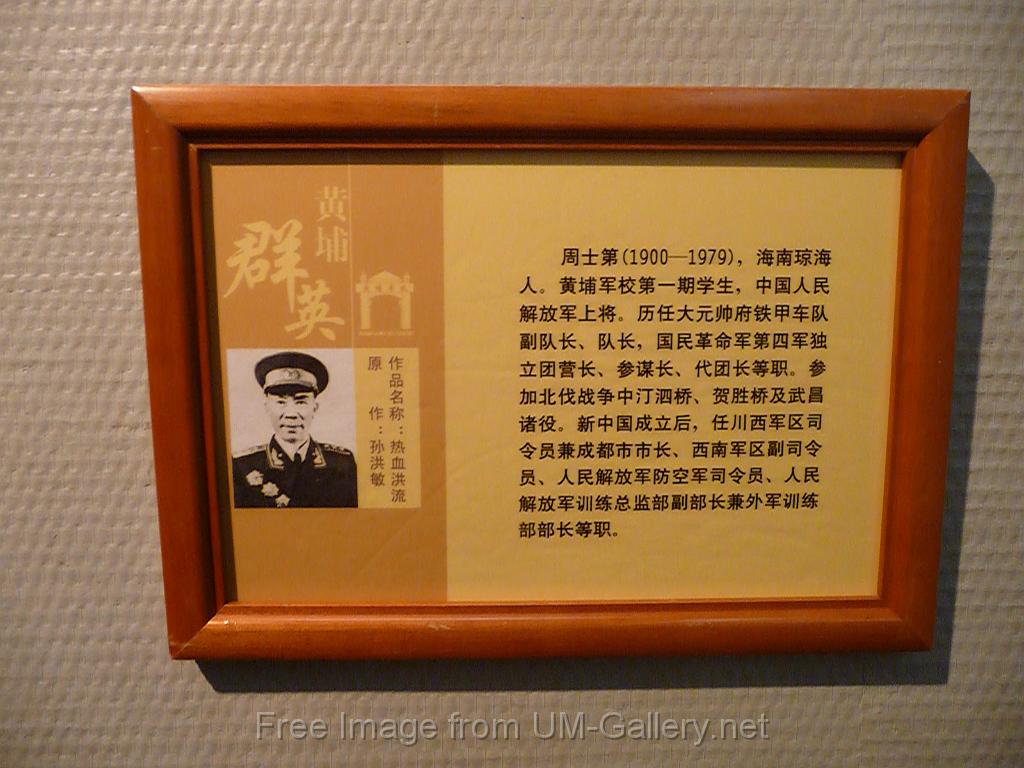 黄埔
群英
作品名称：热血洪流
原　作：孙洪敏
周士第(1900—1979)，海南琼海
人。黄埔军校第一期学生，中国人民
解放军上将。历任大元帅府铁甲车队
副队长、队长，国民革命军第四军独
立团营长、参谋长、代团长等职。参
加北伐战争中汀泗桥、贺胜桥及武昌
诸役。新中国成立后，任川西军区司
令员兼成都市市长、西南军区副司令
员、人民解放军防空军司令员、人民
解放军训练总监部副部长兼外军训练
部部长等职。
Free Image from UM-Gallery.net